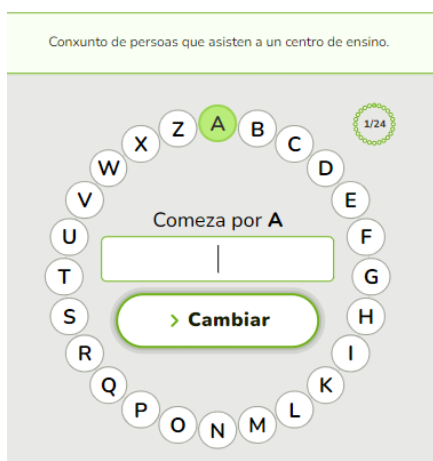 Conxunto de persoas que asisten a un centro de ensino.
1/24
A
B
C
D
E
F
G
H
I
K
L
M
N
O
P
Q
R
S
T
U
V
W
X
Z
Comeza por A
> Cambiar